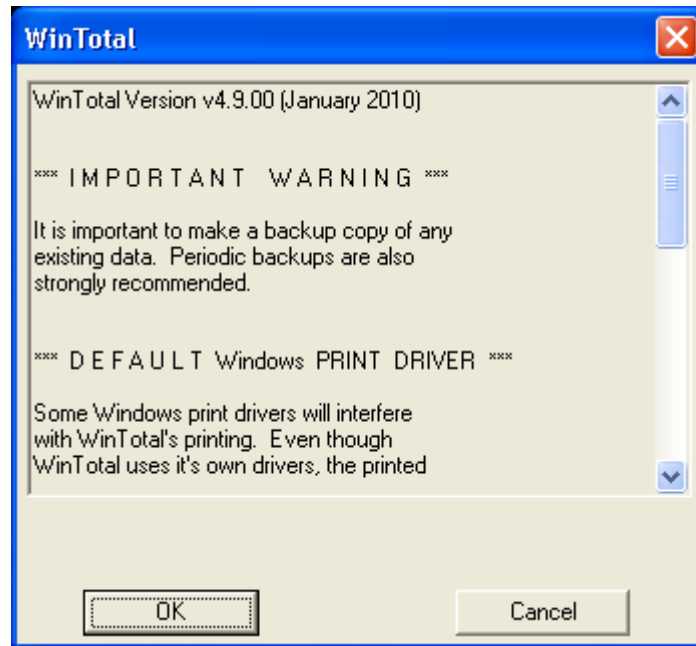 WinTotal
WinTotal Version v4.9.00 (January 2010)
*** I M P O R T A N T W A R N I N G ***
It is important to make a backup copy of any
existing data. Periodic backups are also
strongly recommended.
*** D E F A U L T Windows PRINT DRIVER ***
Some Windows print drivers will interfere
with WinTotal's printing. Even though
WinTotal uses it's own drivers, the printed
OK
Cancel